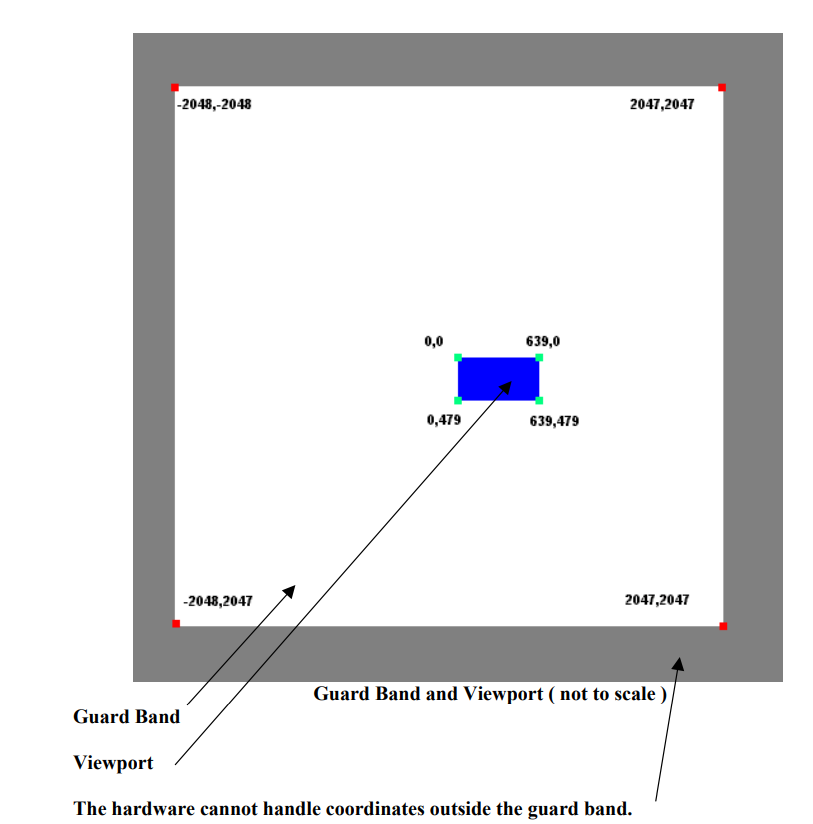 -2048,-2048
2047,2047
0,0
639,0
0,479
639,479
-2048,2047
2047,2047
Guard Band and Viewport ( not to scale )
Guard Band
Viewport
The hardware cannot handle coordinates outside the guard band.